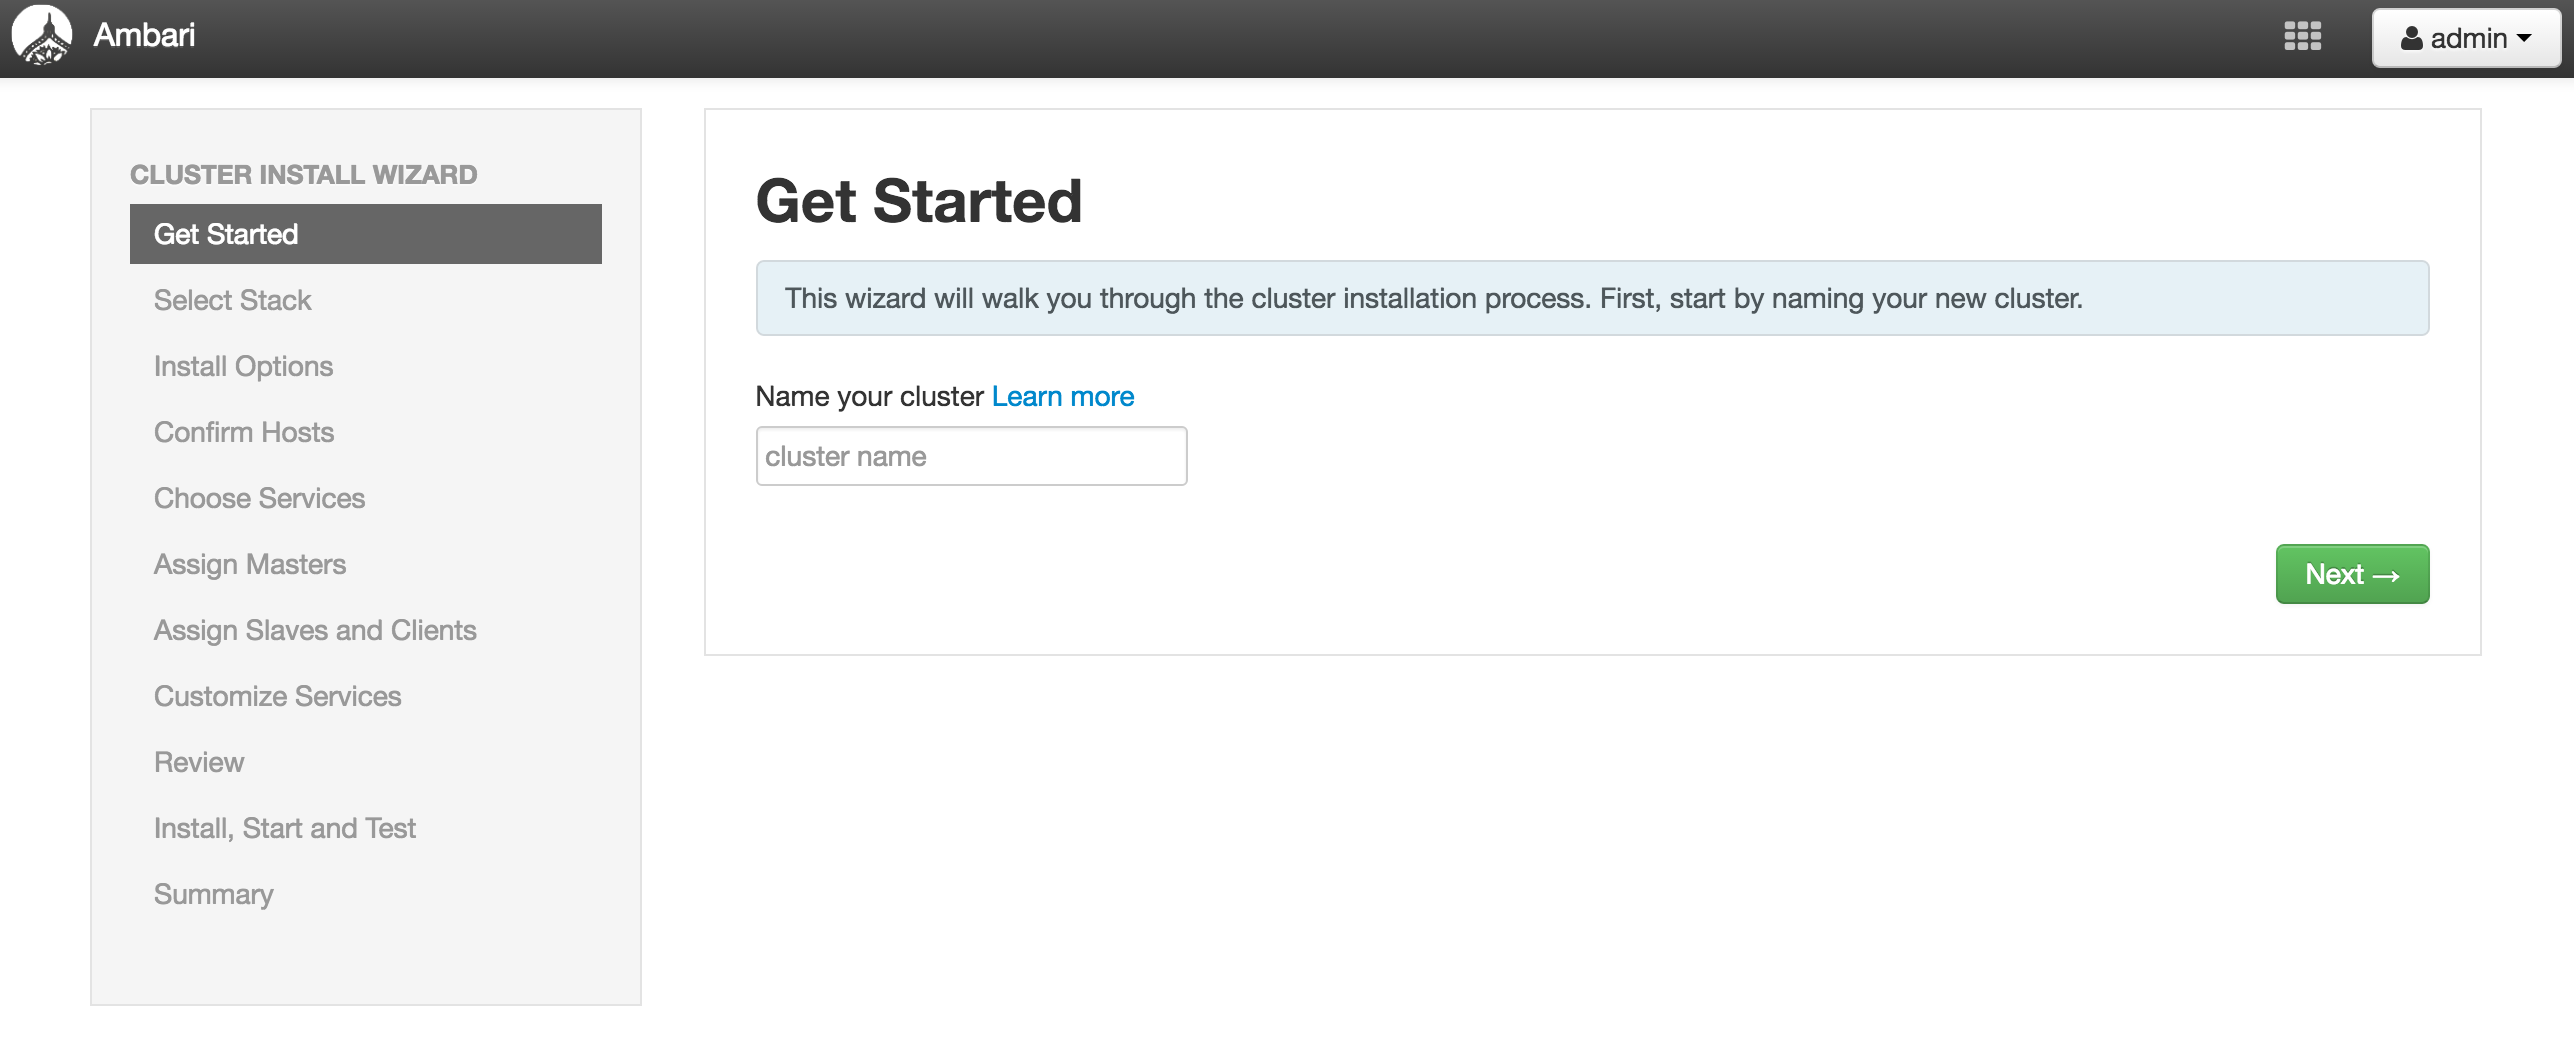 Ambari
admin
CLUSTER INSTALL WIZARD
Get Started
Select Stack
Install Options
Confirm Hosts
Choose Services
Assign Masters
Assign Slaves and Clients
Customize Services
Review
Install, Start and Test
Summary
Get Started
This wizard will walk you through the cluster installation process. First, start by naming your new cluster.
Name your cluster Learn more
cluster name
Next →